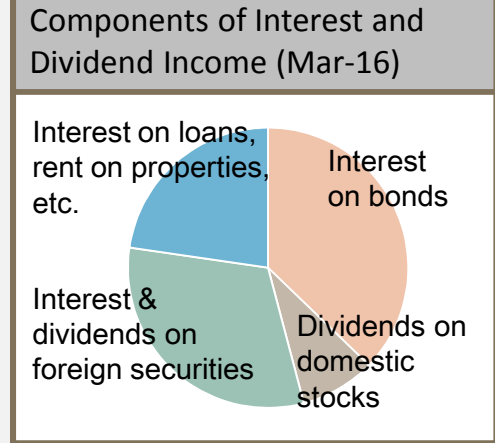 Components of Interest and
Dividend Income (Mar-16)
Interest on loans,
rent on properties,
etc.
Interest
on bonds
Interest &
dividends on
foreign securities
Dividends on
domestic
stocks